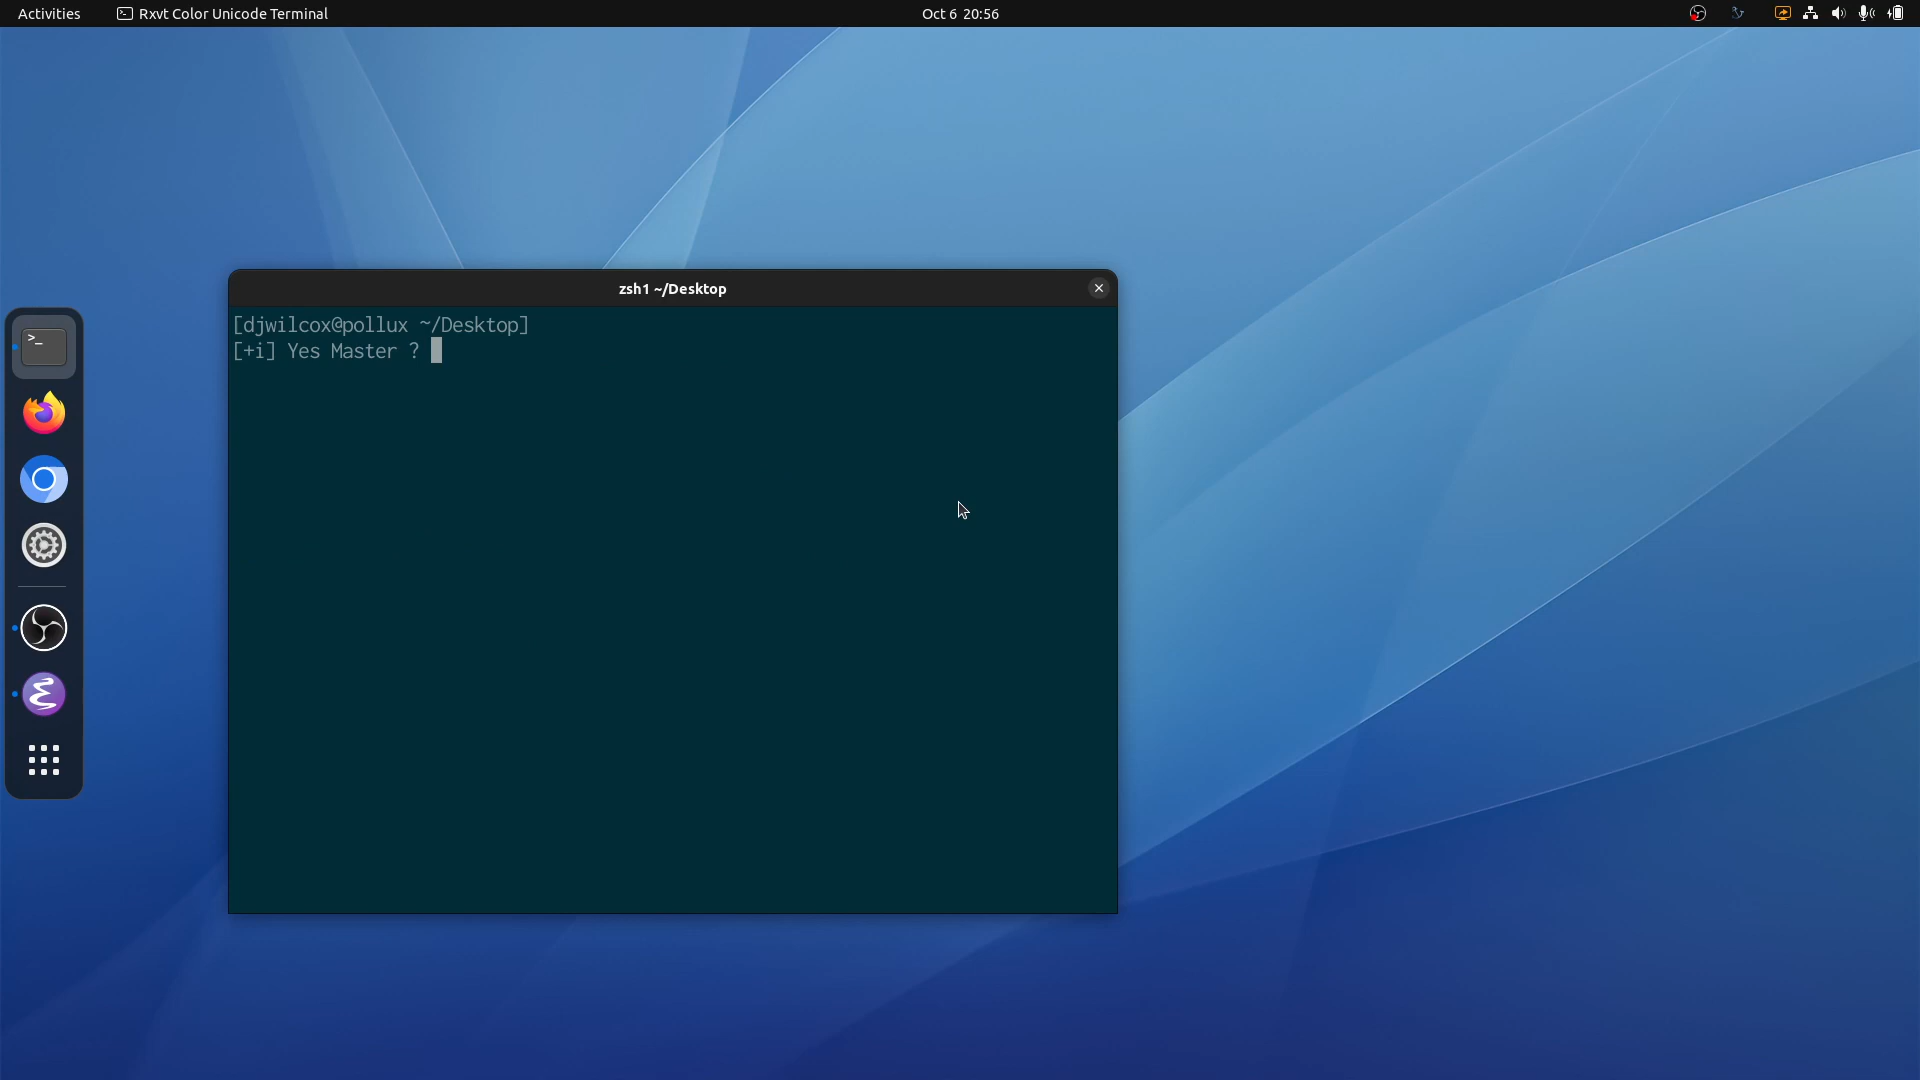 Activities
Rxvt Color Unicode Terminal
Oct 6 20:56
zsh1 ~/Desktop
[djwilcox@pollux ~/Desktop]
[+i] Yes Master ?